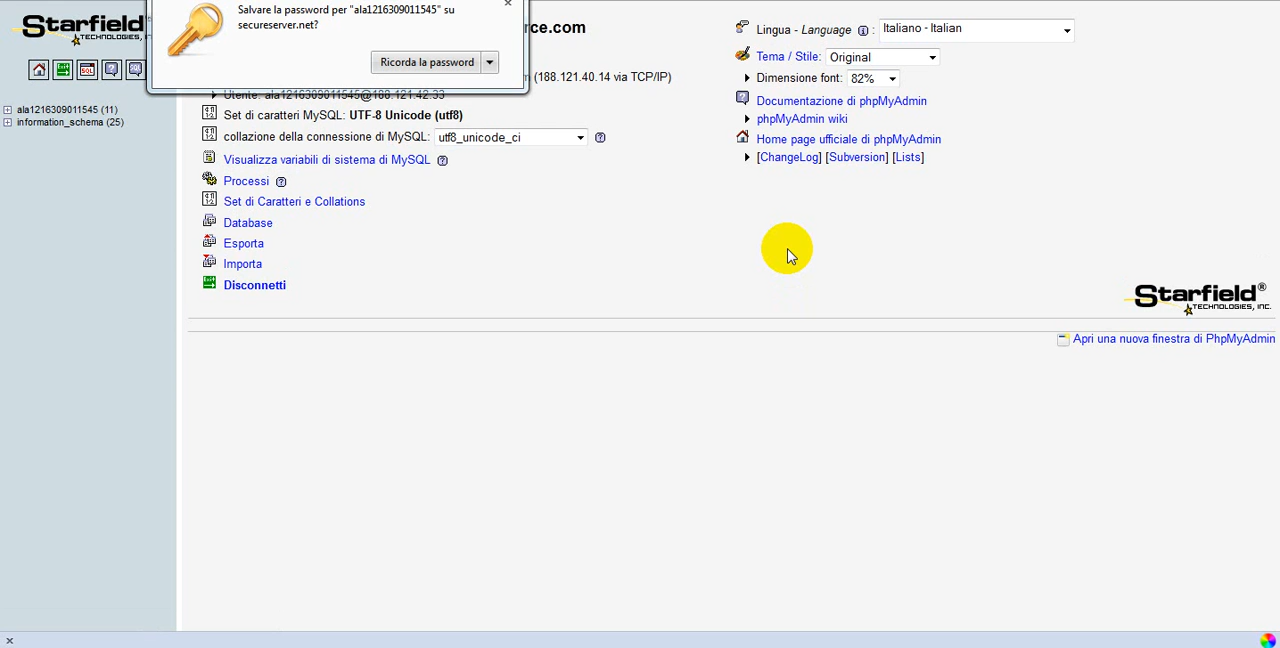 Starfield
TECHNOLOGIES, INC.
Salvare la password per "ala1216309011545" su
secureserver.net?
Ricorda la password
rce.com
(188.121.40.14 via TCP/IP)
Utente: ala1216309011545@188.121.42.33
Set di caratteri MySQL: UTF-8 Unicode (utf8)
collazione della connessione di MySQL: utf8_unicode_ci
Visualizza variabili di sistema di MySQL
Processi
Set di Caratteri e Collations
Database
Esporta
Importa
Disconnetti
SQL
ala1216309011545 (11)
information_schema (25)
Lingua - Language : Italiano - Italian
Tema / Stile: Original
Dimensione font: 82%
Documentazione di phpMyAdmin
phpMyAdmin wiki
Home page ufficiale di phpMyAdmin
[ChangeLog] [Subversion] [Lists]
Starfield®
TECHNOLOGIES, INC.
Apri una nuova finestra di PhpMyAdmin